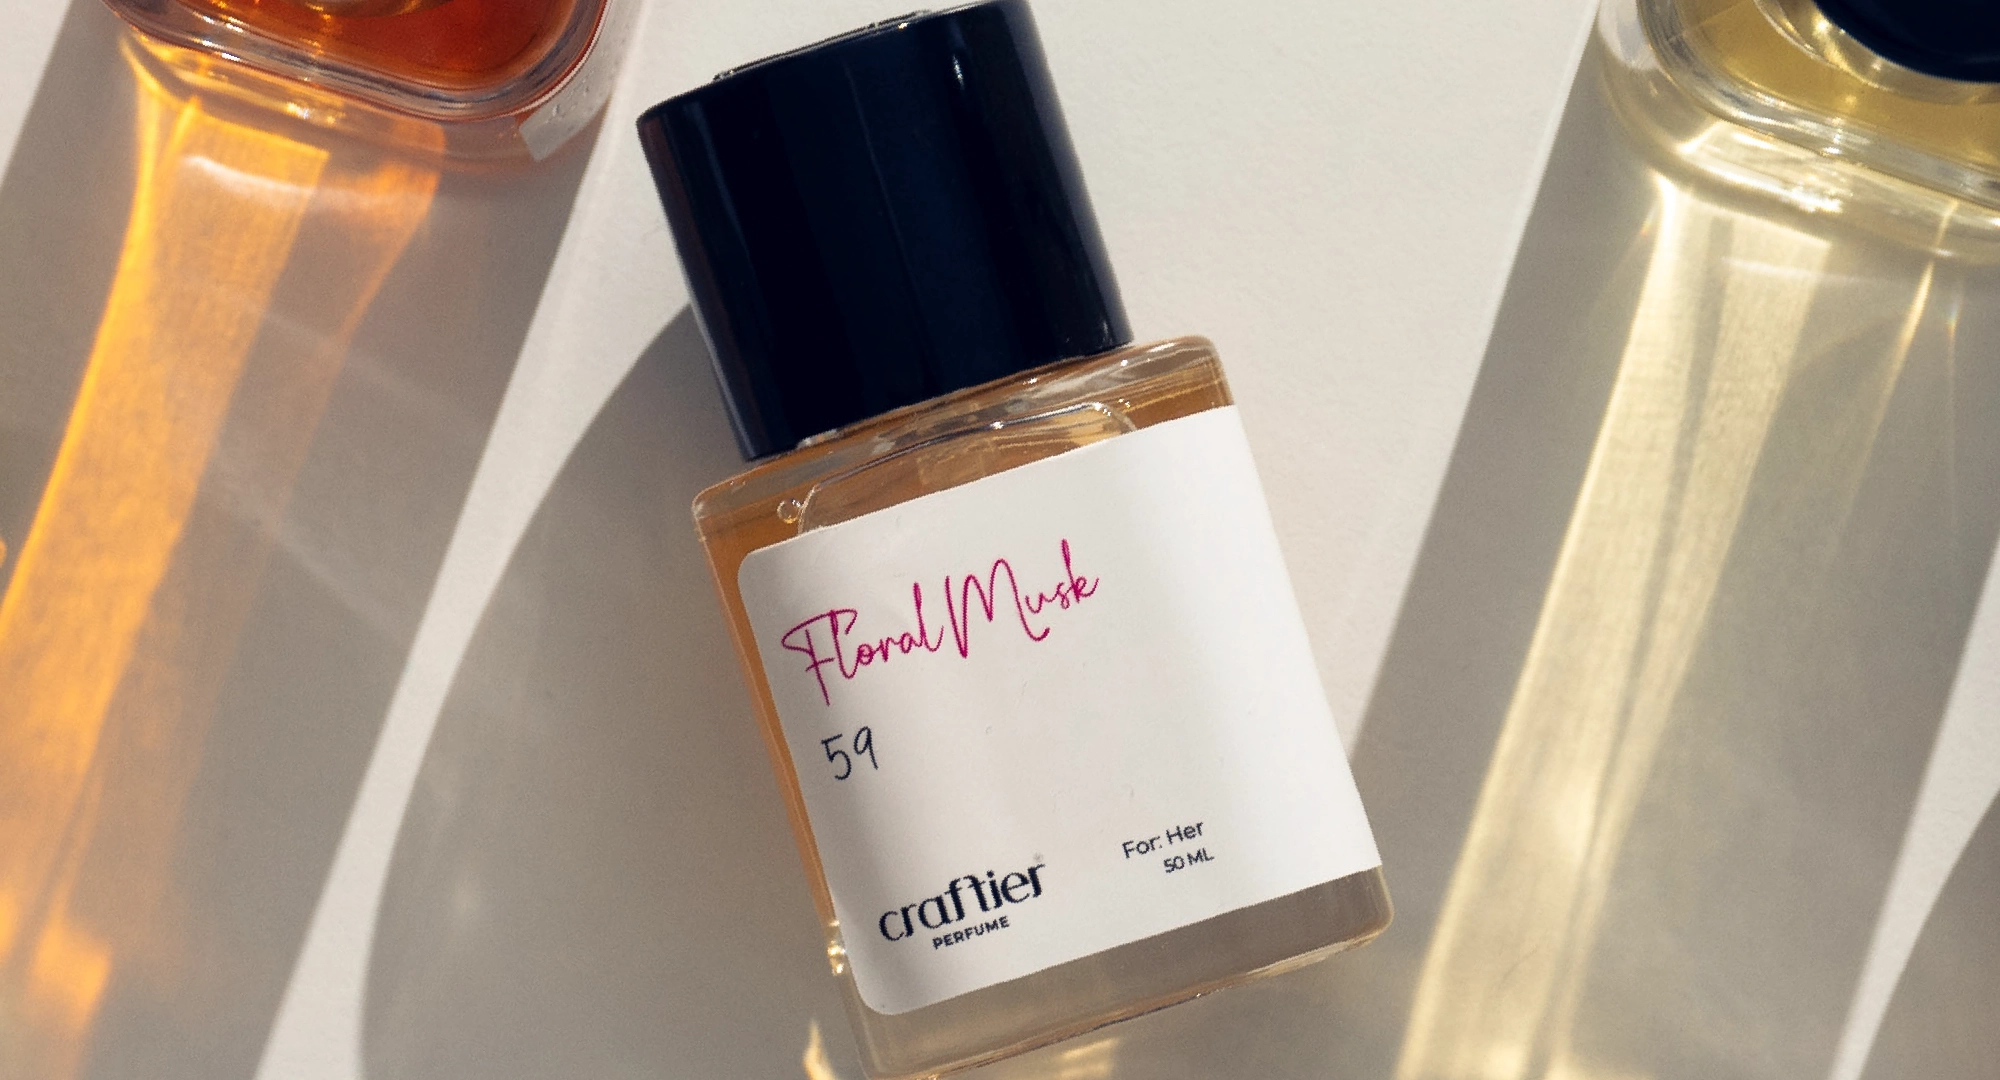 Floral Musk
59
For: Her
50 ML
craftier
PERFUME